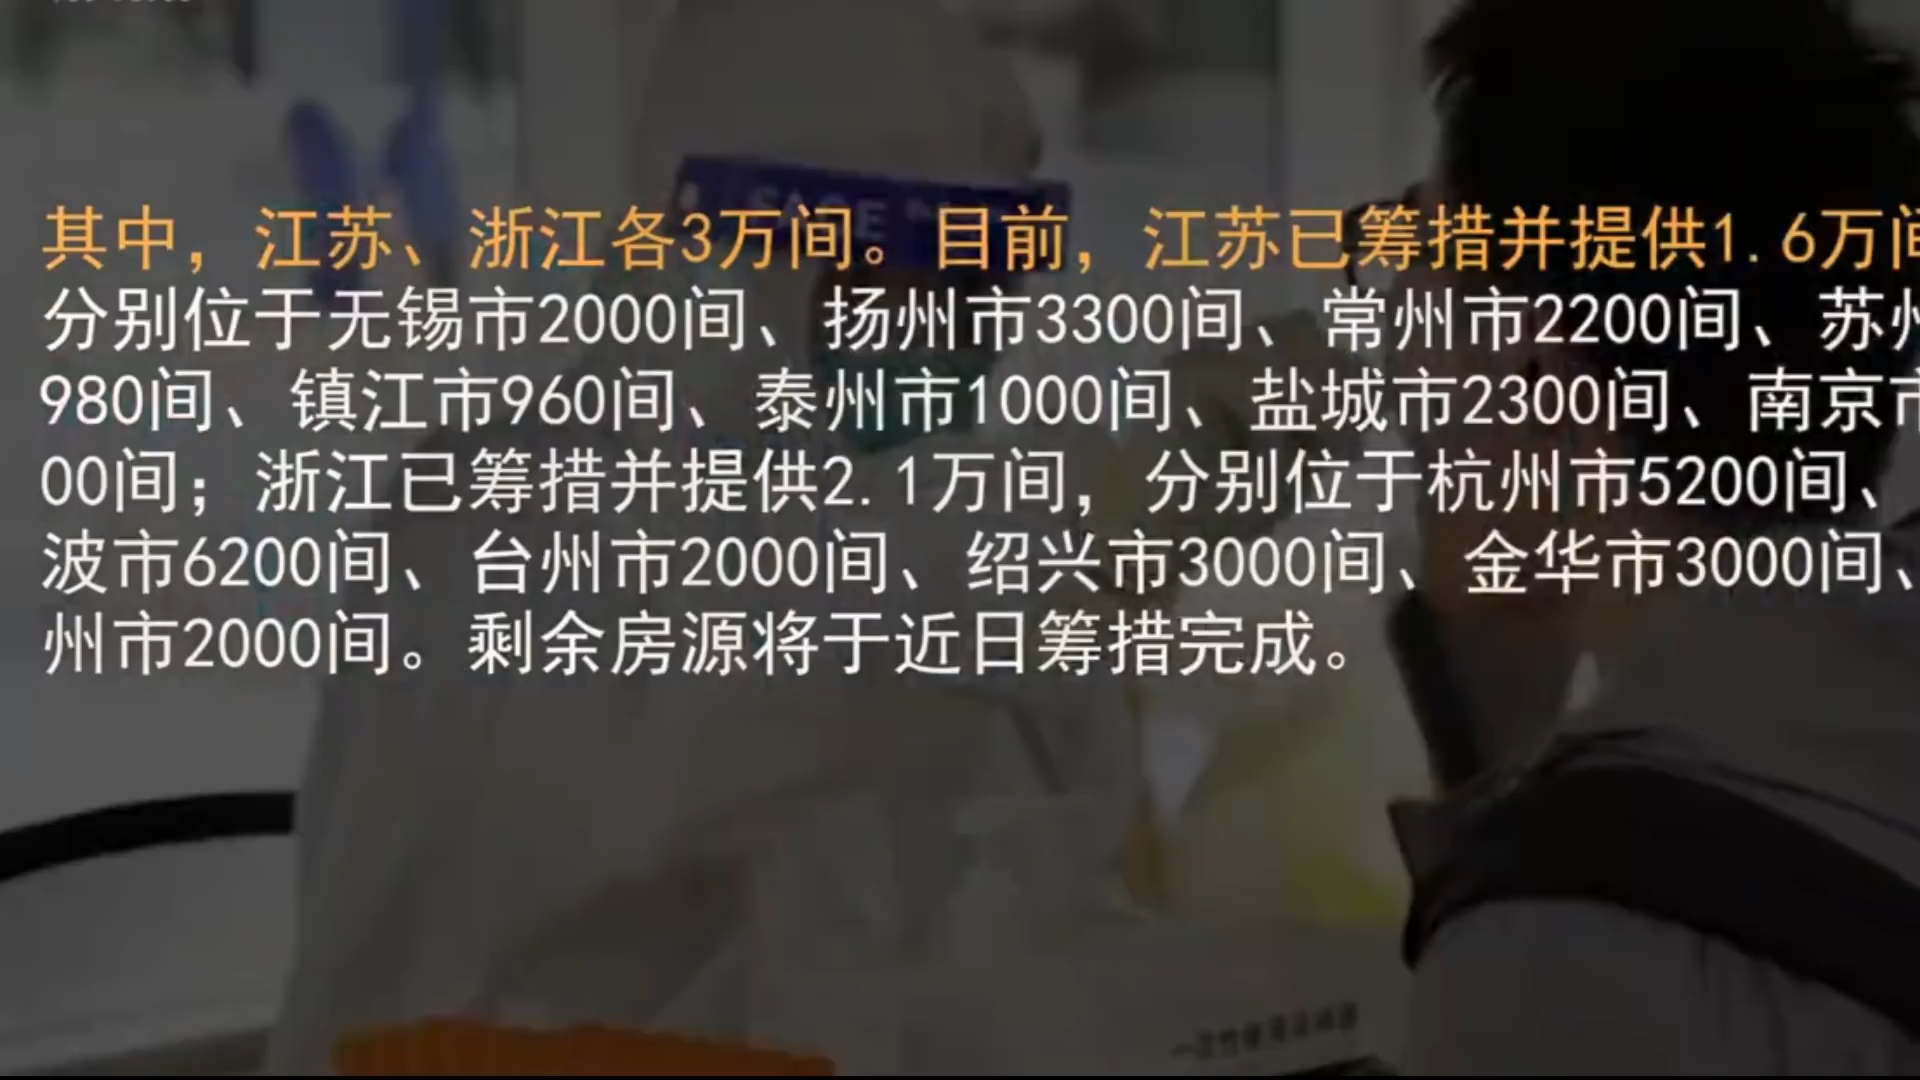 其中，江苏、浙江各3万间。目前，江苏已筹措并提供1.6万间
分别位于无锡市2000间、扬州市3300间、常州市2200间、苏州
980间、镇江市960间、泰州市1000间、盐城市2300间、南京市
00间；浙江已筹措并提供2.1万间，分别位于杭州市5200间、
波市6200间、台州市2000间、绍兴市3000间、金华市3000间、
州市2000间。剩余房源将于近日筹措完成。